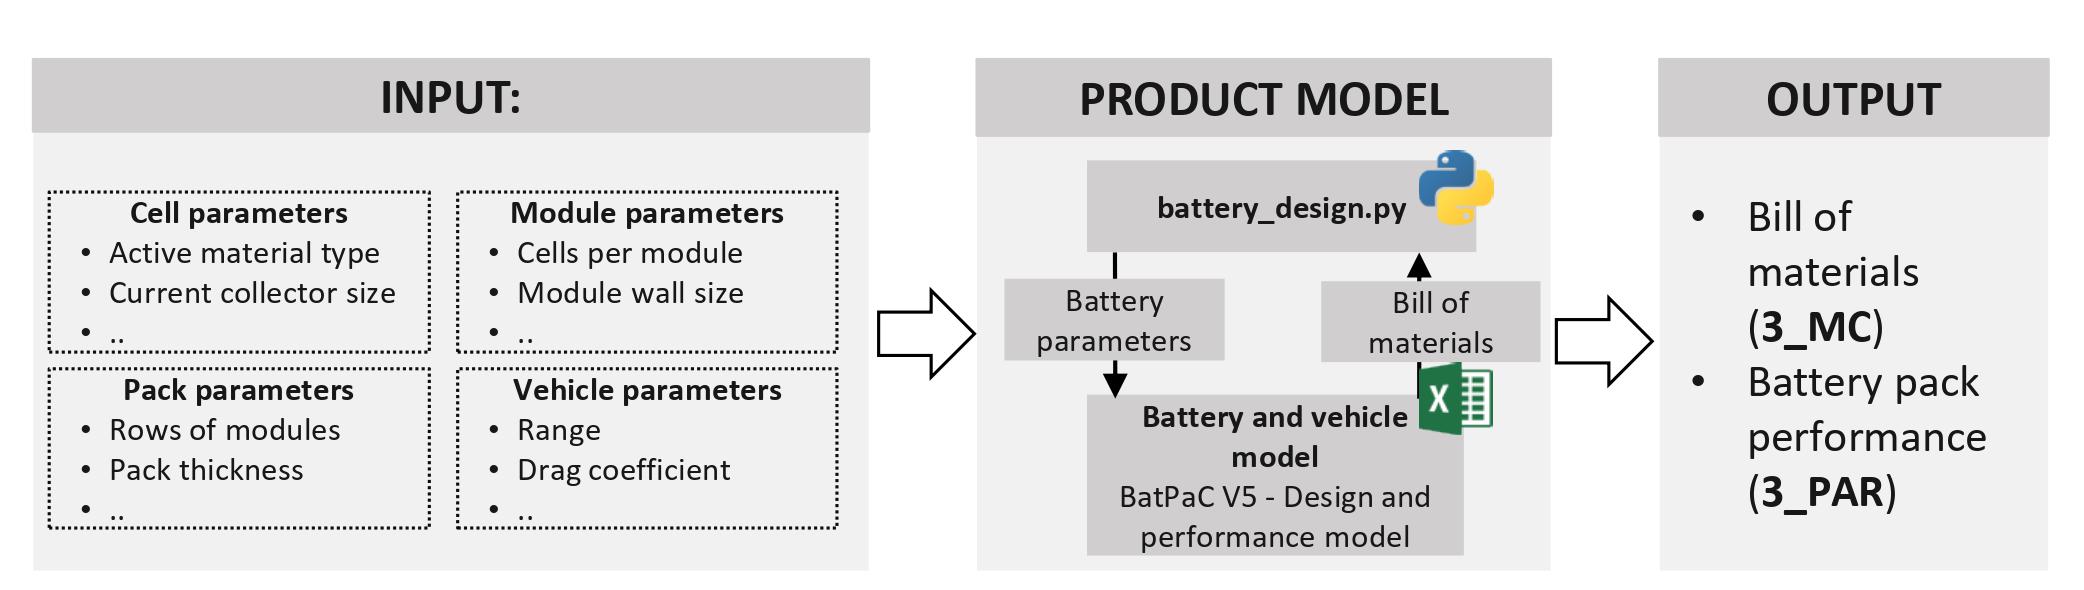 INPUT:
Cell parameters
• Active material type
• Current collector size
• ..
Module parameters
• Cells per module
• Module wall size
• ..
Pack parameters
• Rows of modules
• Pack thickness
• ..
Vehicle parameters
• Range
• Drag coefficient
• ..
PRODUCT MODEL
battery_design.py
Battery
parameters
Bill of
materials
X
Battery and vehicle
model
BatPaC V5 - Design and
performance model
OUTPUT
• Bill of
materials
(3_MC)
• Battery pack
performance
(3_PAR)